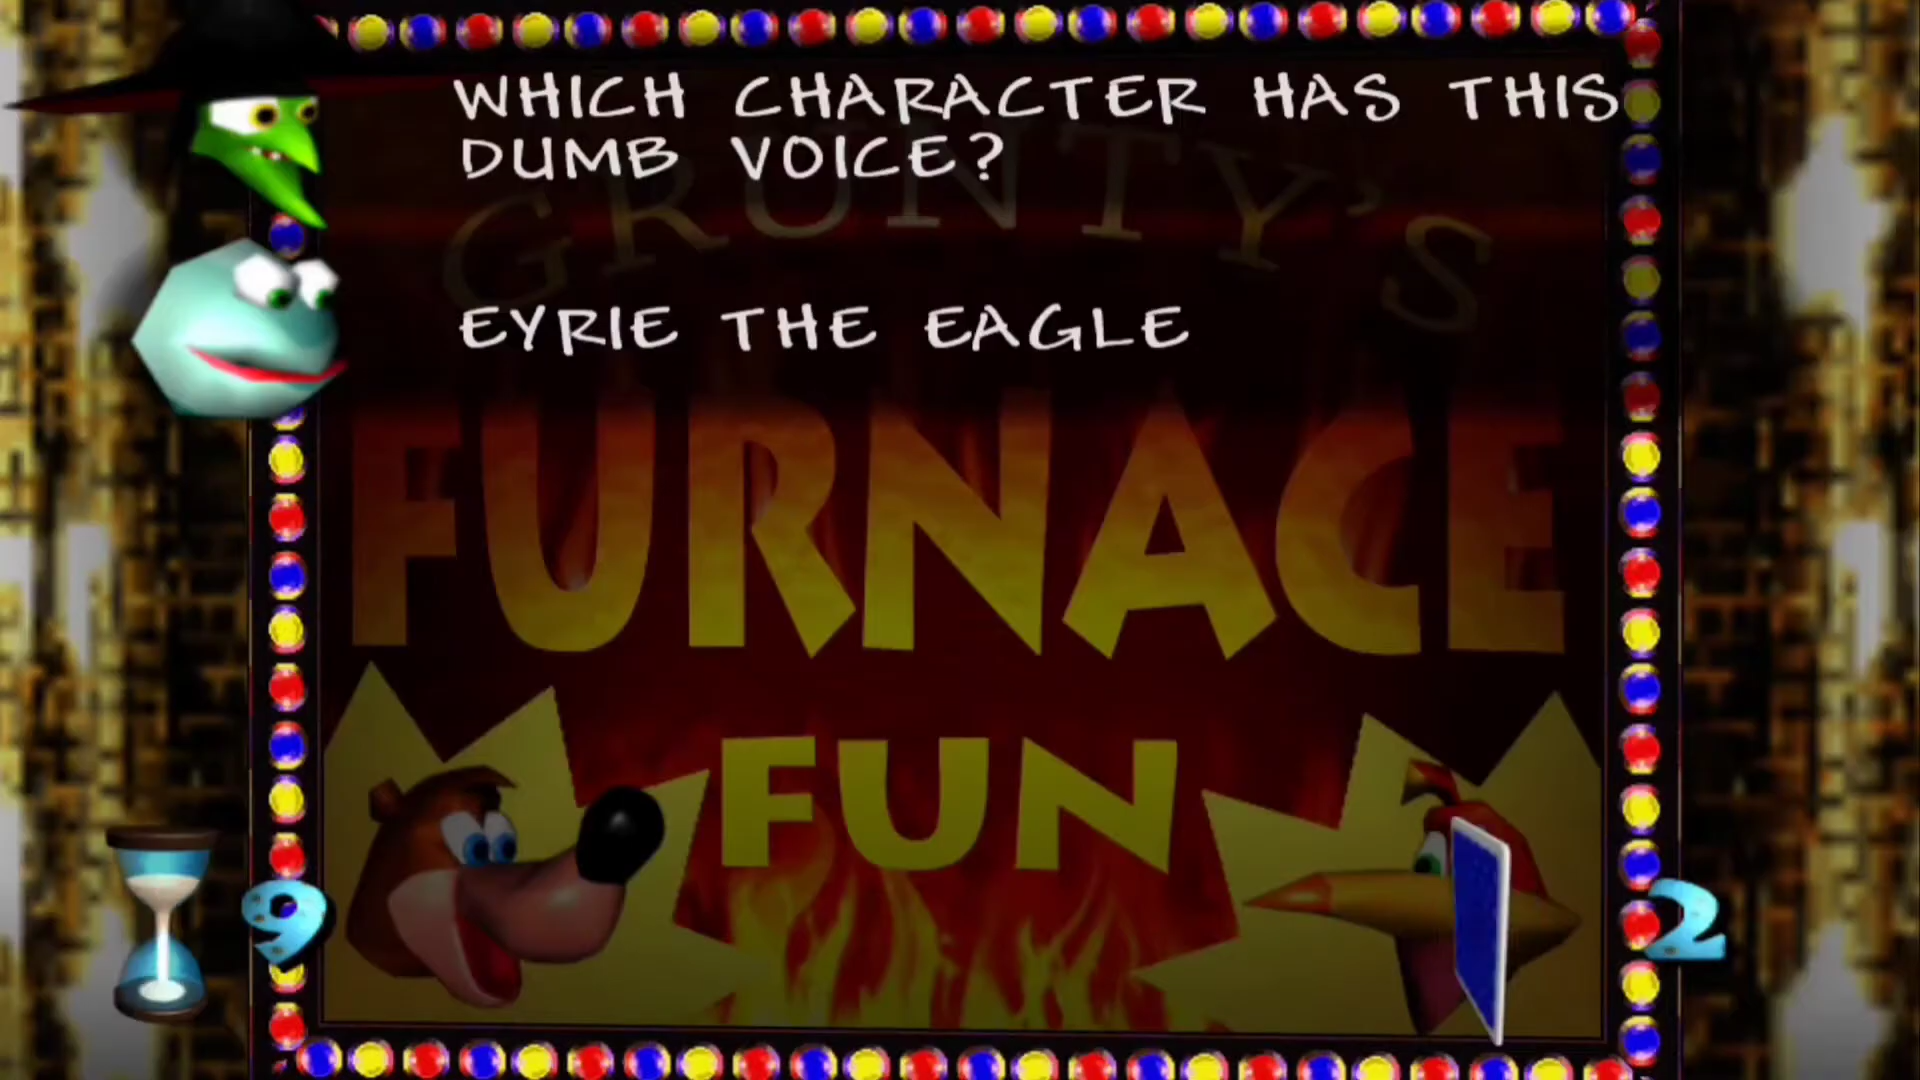 WHICH CHARACTER HAS THIS
DUMB VOICE?
GRUNTY'S
EYRIE THE EAGLE
FURNACE
FUN
9
2